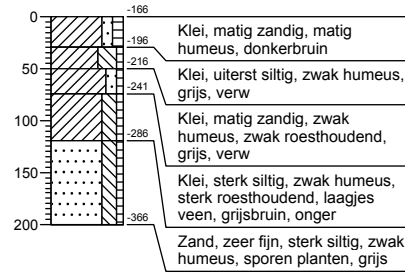 0
50
100
150
200
-166
-196
-216
-241
-286
-366
Klei, matig zandig, matig
humeus, donkerbruin
Klei, uiterst siltig, zwak humeus,
grijs, verw
Klei, matig zandig, zwak
humeus, zwak roesthoudend,
grijs, verw
Klei, sterk siltig, zwak humeus,
sterk roesthoudend, laagjes
veen, grijsbruin, onger
Zand, zeer fijn, sterk siltig, zwak
humeus, sporen planten, grijs